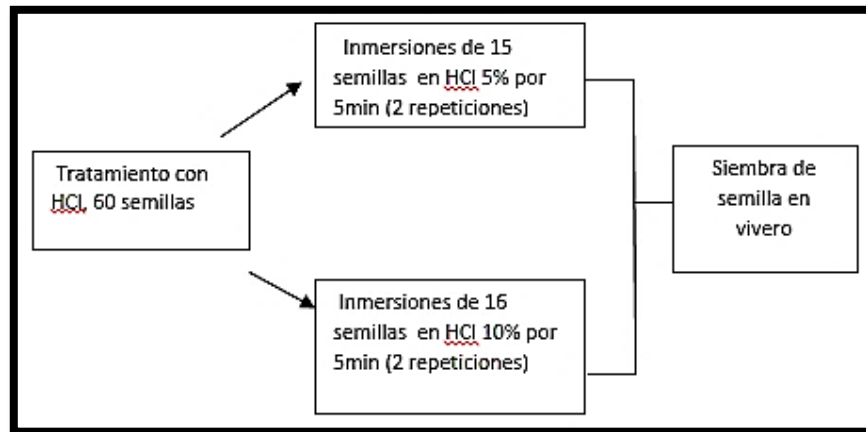 Inmersiones de 15
semillas en HCl 5% por
5min (2 repeticiones)
Tratamiento con
HCl, 60 semillas
Siembra de
semilla en
vivero
Inmersiones de 16
semillas en HCl 10% por
5min (2 repeticiones)